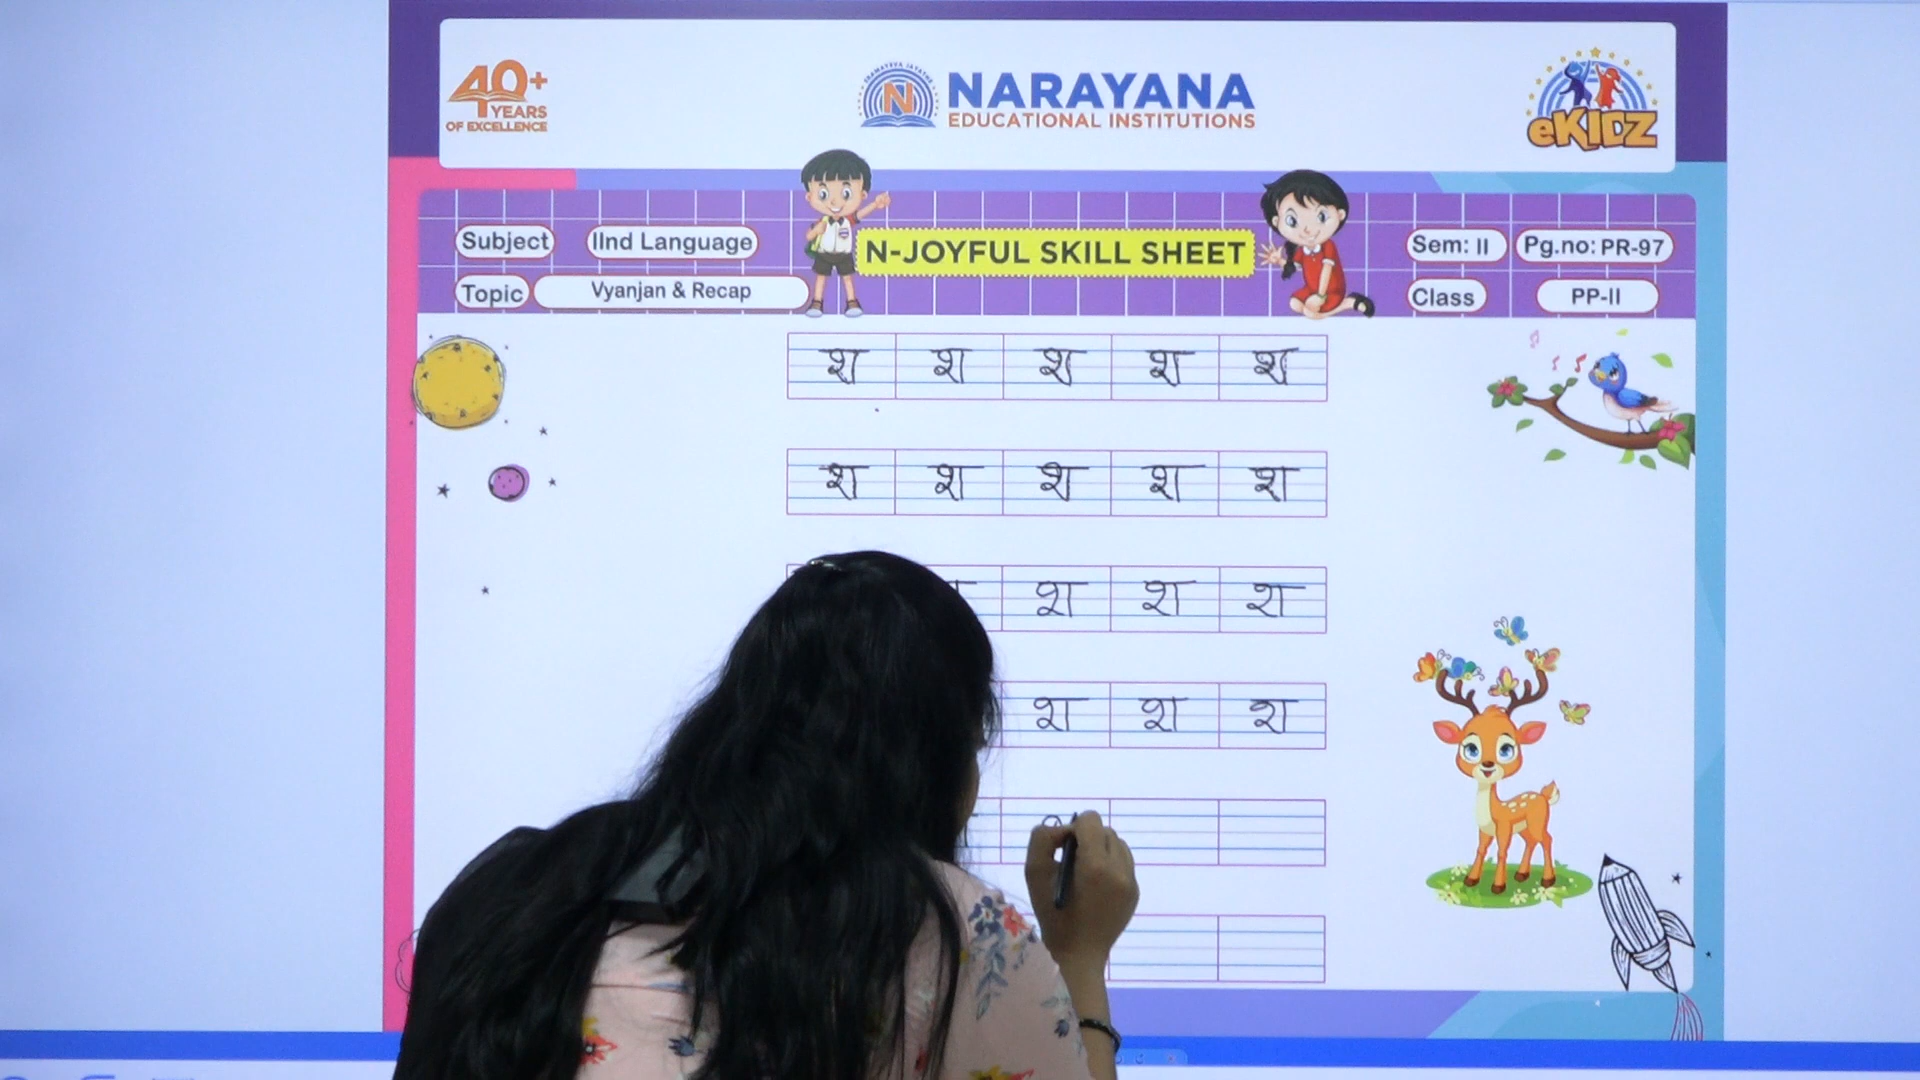 40+
YEARS
OF EXCELLENCE
NARAYANA
EDUCATIONAL INSTITUTIONS
eKIDZ
Subject IInd Language
N-JOYFUL SKILL SHEET
Sem: II Pg.no: PR-97
Topic Vyanjan & Recap
Class PP-II
श श श श श
श श श श श
श श श
श श श